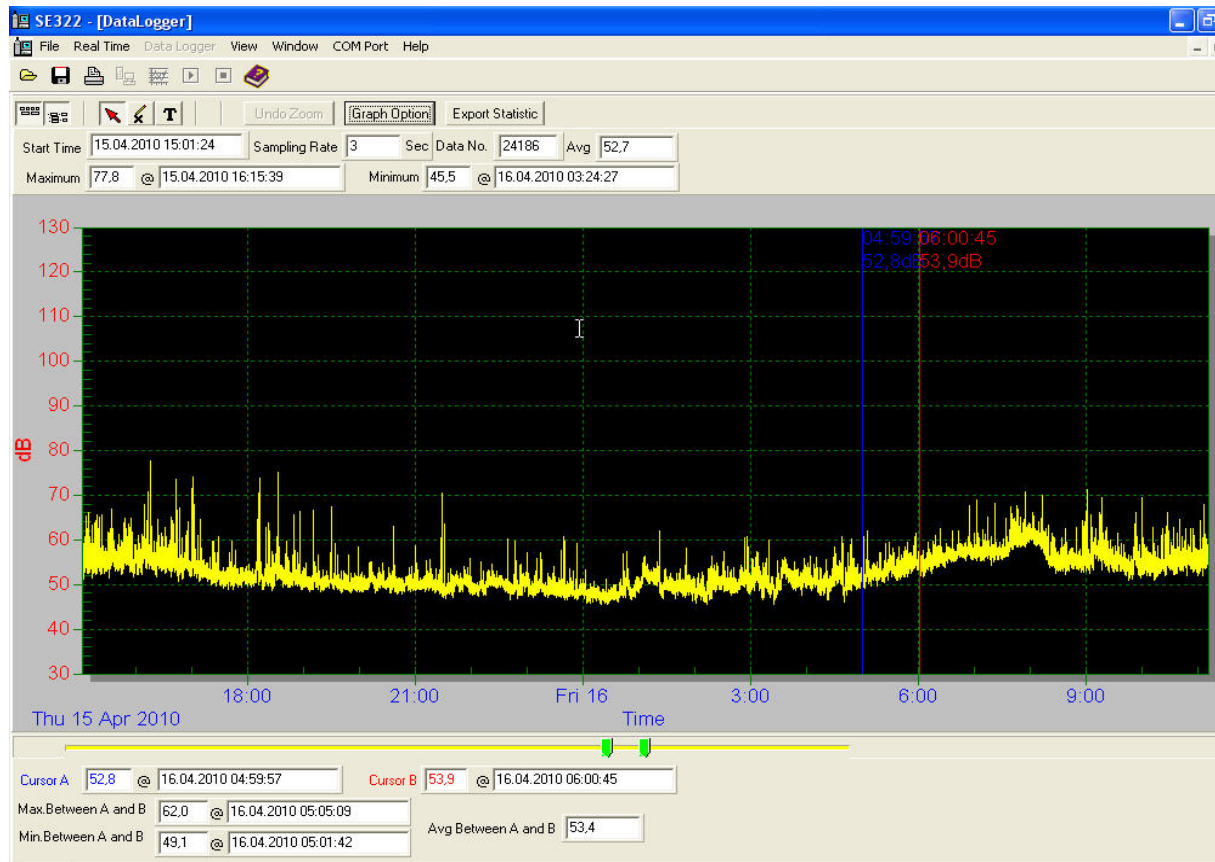 SE322 - [DataLogger]
File Real Time Data Logger View Window COM Port Help
T Undo Zoom Graph Option Export Statistic
Start Time 15.04.2010 15:01:24 Sampling Rate 3 Sec Data No. 24186 Avg 52,7
Maximum 77,8 @ 15.04.2010 16:15:39 Minimum 45,5 @ 16.04.2010 03:24:27
130
04:59: 06:00:45
52,8dB 53,9dB
120
110
100
90
dB
80
70
60
50
40
30
18:00 21:00 Fri 16 3:00 6:00 9:00
Thu 15 Apr 2010 Time
Cursor A 52,8 @ 16.04.2010 04:59:57 Cursor B 53,9 @ 16.04.2010 06:00:45
Max.Between A and B 62,0 @ 16.04.2010 05:05:09
Min.Between A and B 49,1 @ 16.04.2010 05:01:42
Avg Between A and B 53,4